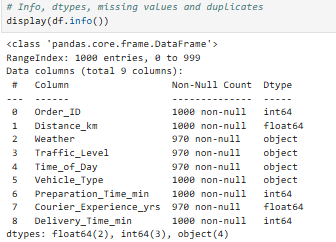 # Info, dtypes, missing values and duplicates
display(df.info())
<class 'pandas.core.frame.DataFrame'>
RangeIndex: 1000 entries, 0 to 999
Data columns (total 9 columns):
 #   Column                  Non-Null Count  Dtype
---  ------                  --------------  -----
 0   Order_ID                1000 non-null   int64
 1   Distance_km             1000 non-null   float64
 2   Weather                 970 non-null    object
 3   Traffic_Level           970 non-null    object
 4   Time_of_Day             970 non-null    object
 5   Vehicle_Type            1000 non-null   object
 6   Preparation_Time_min    1000 non-null   int64
 7   Courier_Experience_yrs  970 non-null    float64
 8   Delivery_Time_min       1000 non-null   int64
dtypes: float64(2), int64(3), object(4)